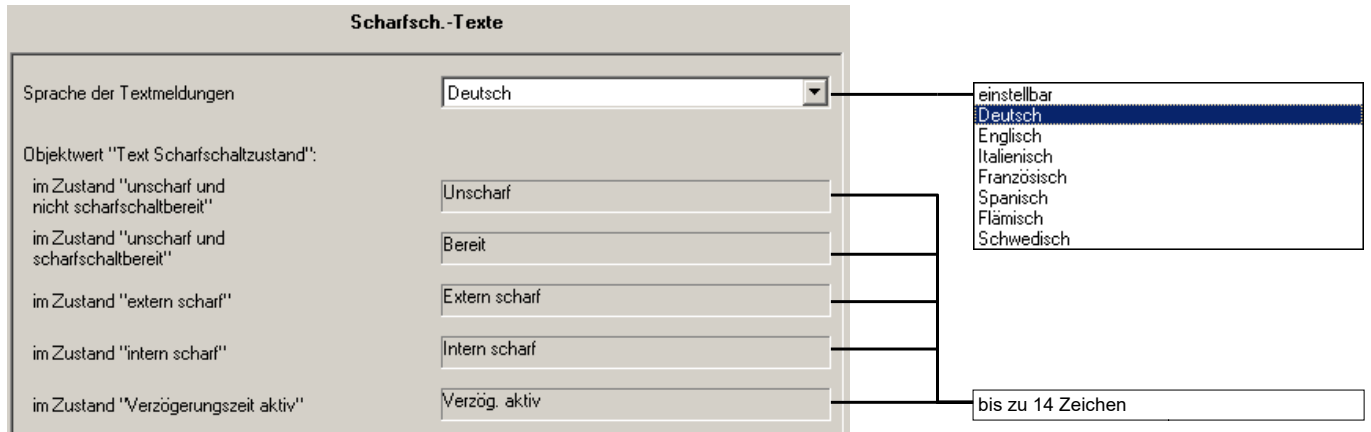 Scharfsch.-Texte
Sprache der Textmeldungen
Deutsch
einstellbar
Deutsch
Englisch
Italienisch
Französisch
Spanisch
Flämisch
Schwedisch
Objektwert "Text Scharfschaltzustand":
im Zustand "unscharf und
nicht scharfschaltbereit"
Unscharf
im Zustand "unscharf und
scharfschaltbereit"
Bereit
im Zustand "extern scharf"
Extern scharf
im Zustand "intern scharf"
Intern scharf
im Zustand "Verzögerungszeit aktiv"
Verzög. aktiv
bis zu 14 Zeichen